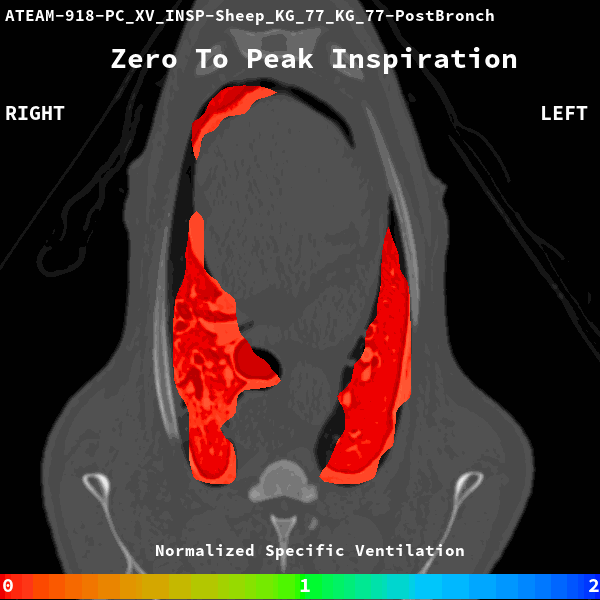 ATEAM-918-PC_XV_INSP-Sheep_KG_77_KG_77-PostBronch
Zero To Peak Inspiration
RIGHT LEFT
Normalized Specific Ventilation
0 1 2